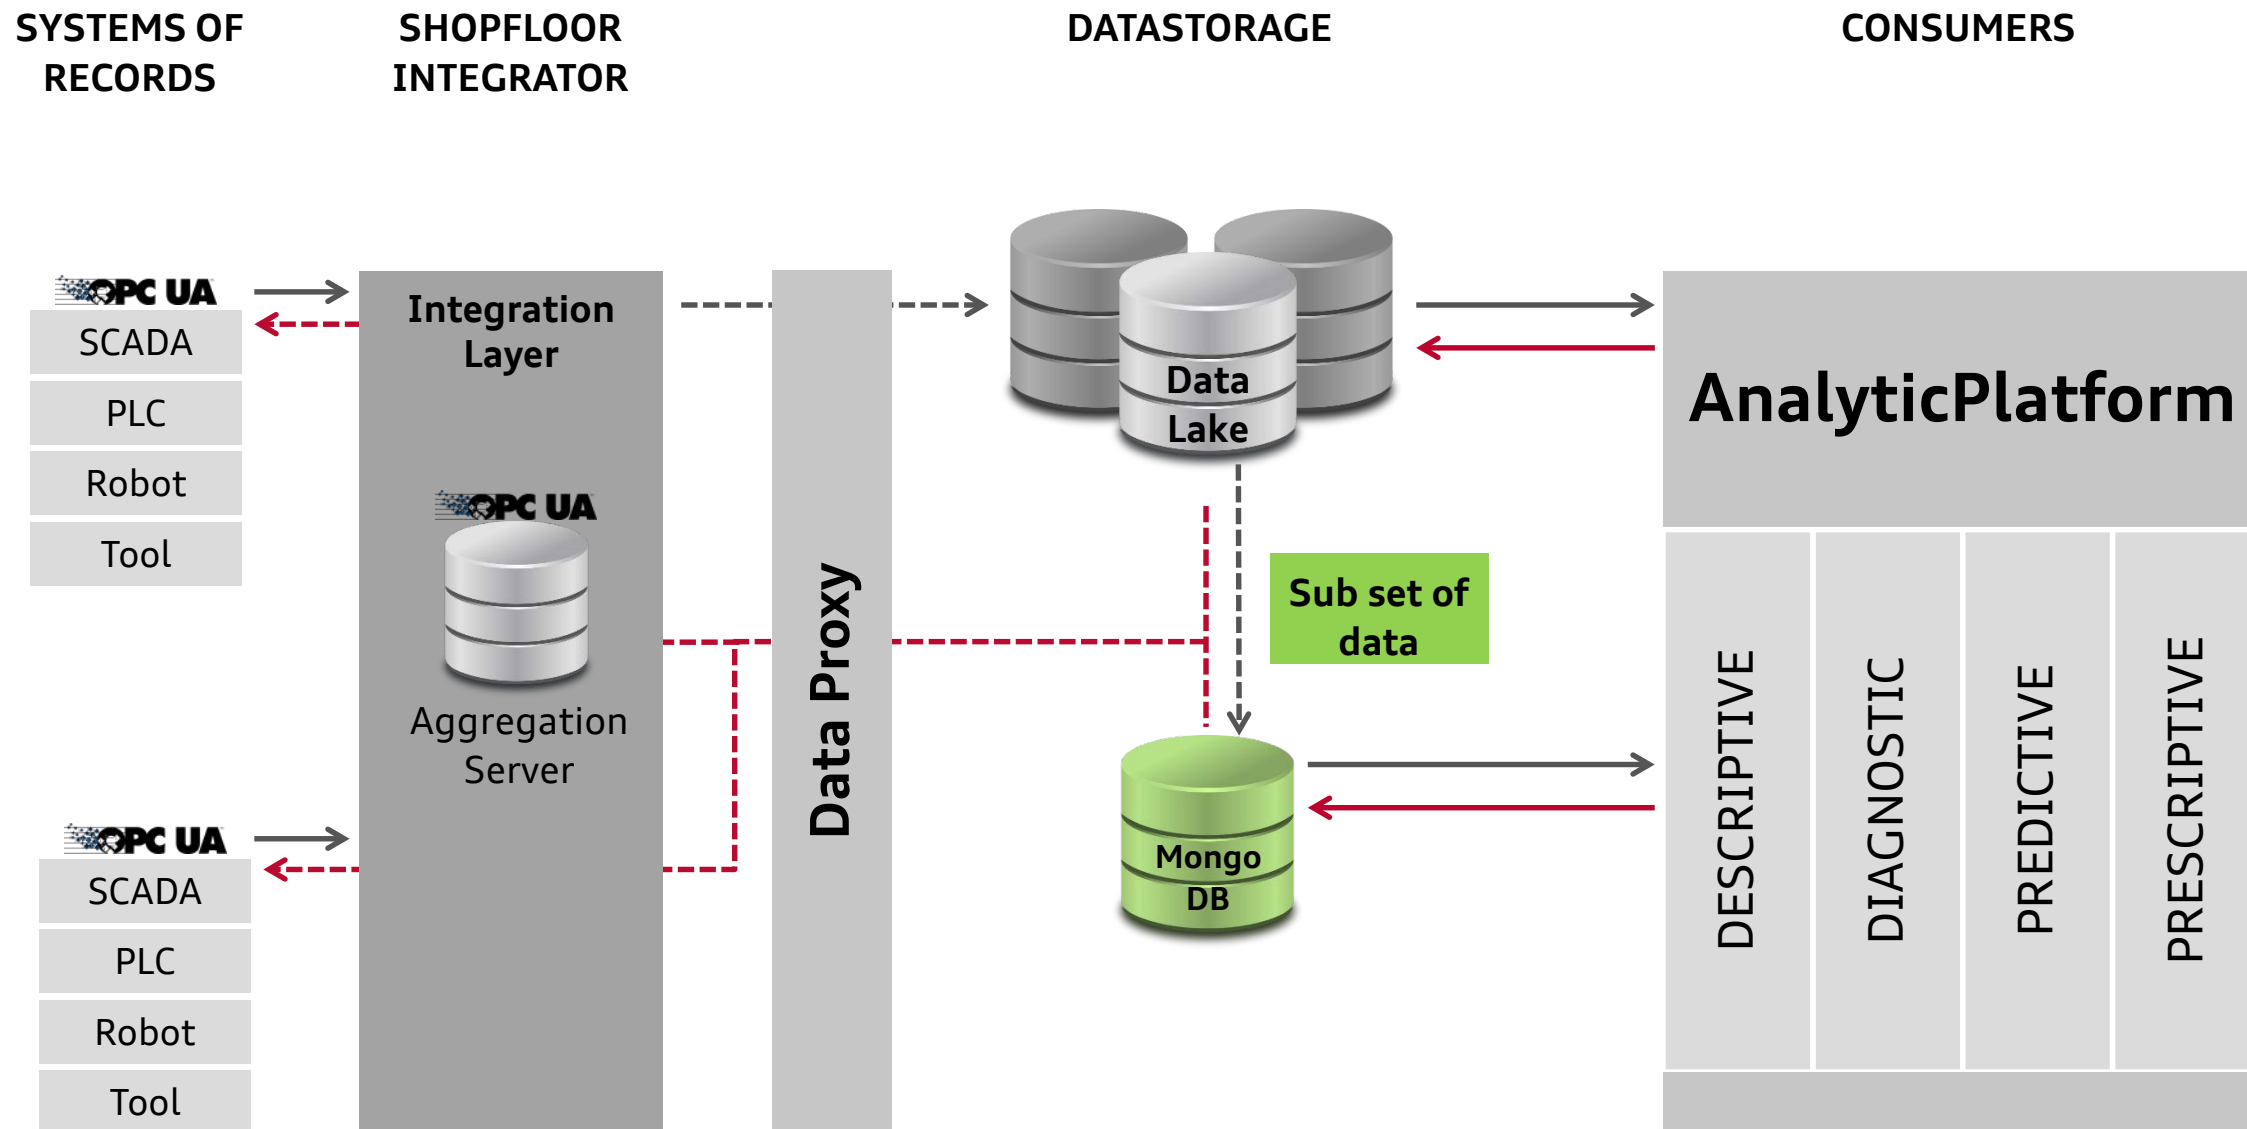 SYSTEMS OF
RECORDS
SHOPFLOOR
INTEGRATOR
DATASTORAGE
CONSUMERS
OPC UA
SCADA
PLC
Robot
Tool
OPC UA
SCADA
PLC
Robot
Tool
Integration
Layer
OPC UA
Aggregation
Server
Data Proxy
Data
Lake
Sub set of
data
Mongo
DB
AnalyticPlatform
DESCRIPTIVE
DIAGNOSTIC
PREDICTIVE
PRESCRIPTIVE